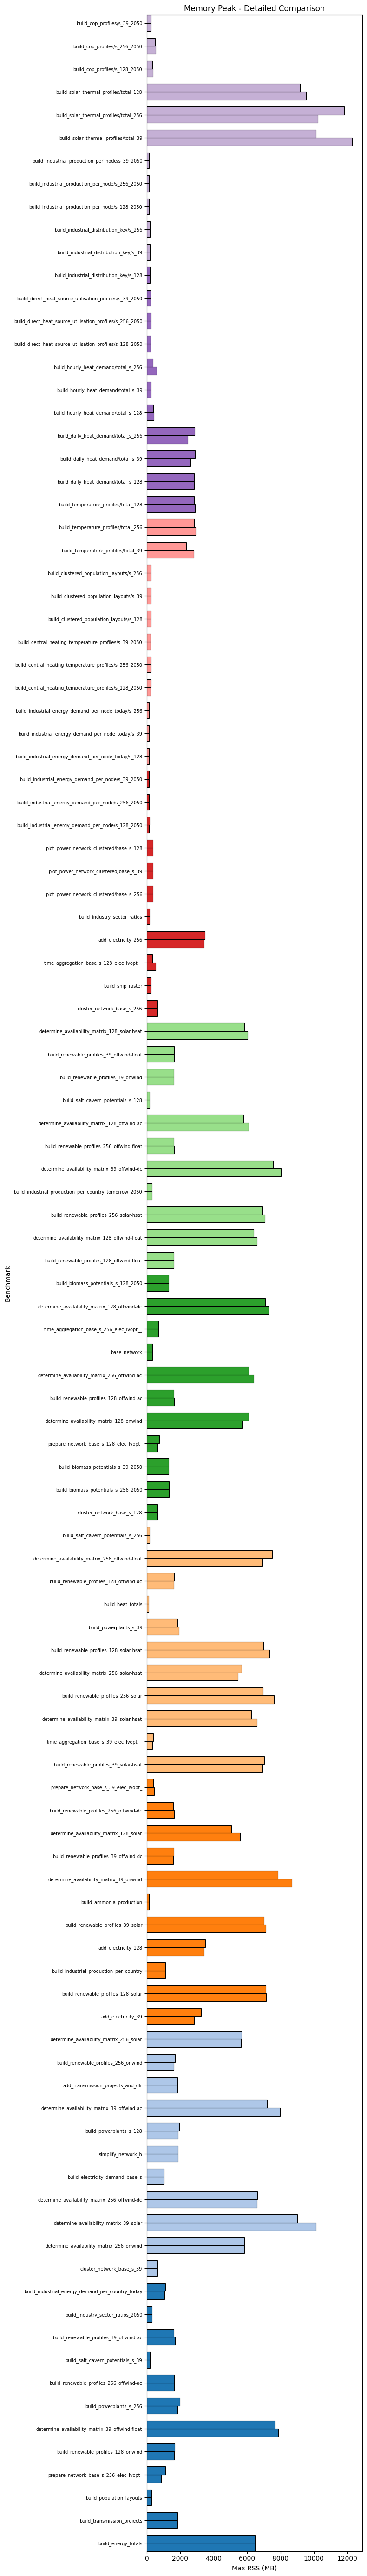 Memory Peak - Detailed Comparison
build_cop_profiles/s_39_2050
build_cop_profiles/s_256_2050
build_cop_profiles/s_128_2050
build_solar_thermal_profiles/total_128
build_solar_thermal_profiles/total_256
build_solar_thermal_profiles/total_39
build_industrial_production_per_node/s_39_2050
build_industrial_production_per_node/s_256_2050
build_industrial_production_per_node/s_128_2050
build_industrial_distribution_key/s_256
build_industrial_distribution_key/s_39
build_industrial_distribution_key/s_128
build_direct_heat_source_utilisation_profiles/s_39_2050
build_direct_heat_source_utilisation_profiles/s_256_2050
build_direct_heat_source_utilisation_profiles/s_128_2050
build_hourly_heat_demand/total_s_256
build_hourly_heat_demand/total_s_39
build_hourly_heat_demand/total_s_128
build_daily_heat_demand/total_s_256
build_daily_heat_demand/total_s_39
build_daily_heat_demand/total_s_128
build_temperature_profiles/total_128
build_temperature_profiles/total_256
build_temperature_profiles/total_39
build_clustered_population_layouts/s_256
build_clustered_population_layouts/s_39
build_clustered_population_layouts/s_128
build_central_heating_temperature_profiles/s_39_2050
build_central_heating_temperature_profiles/s_256_2050
build_central_heating_temperature_profiles/s_128_2050
build_industrial_energy_demand_per_node_today/s_256
build_industrial_energy_demand_per_node_today/s_39
build_industrial_energy_demand_per_node_today/s_128
build_industrial_energy_demand_per_node/s_39_2050
build_industrial_energy_demand_per_node/s_256_2050
build_industrial_energy_demand_per_node/s_128_2050
plot_power_network_clustered/base_s_128
plot_power_network_clustered/base_s_39
plot_power_network_clustered/base_s_256
build_industry_sector_ratios
add_electricity_256
time_aggregation_base_s_128_elec_lvopt__
build_ship_raster
cluster_network_base_s_256
determine_availability_matrix_128_solar-hsat
build_renewable_profiles_39_offwind-float
build_renewable_profiles_39_onwind
build_salt_cavern_potentials_s_128
determine_availability_matrix_128_offwind-ac
build_renewable_profiles_256_offwind-float
determine_availability_matrix_39_offwind-dc
build_industrial_production_per_country_tomorrow_2050
build_renewable_profiles_256_solar-hsat
determine_availability_matrix_128_offwind-float
build_renewable_profiles_128_offwind-float
build_biomass_potentials_s_128_2050
determine_availability_matrix_128_offwind-dc
time_aggregation_base_s_256_elec_lvopt__
base_network
determine_availability_matrix_256_offwind-ac
build_renewable_profiles_128_offwind-ac
determine_availability_matrix_128_onwind
prepare_network_base_s_128_elec_lvopt_
build_biomass_potentials_s_39_2050
build_biomass_potentials_s_256_2050
cluster_network_base_s_128
build_salt_cavern_potentials_s_256
determine_availability_matrix_256_offwind-float
build_renewable_profiles_128_offwind-dc
build_heat_totals
build_powerplants_s_39
build_renewable_profiles_128_solar-hsat
determine_availability_matrix_256_solar-hsat
build_renewable_profiles_256_solar
determine_availability_matrix_39_solar-hsat
time_aggregation_base_s_39_elec_lvopt__
build_renewable_profiles_39_solar-hsat
prepare_network_base_s_39_elec_lvopt_
build_renewable_profiles_256_offwind-dc
determine_availability_matrix_128_solar
build_renewable_profiles_39_offwind-dc
determine_availability_matrix_39_onwind
build_ammonia_production
build_renewable_profiles_39_solar
add_electricity_128
build_industrial_production_per_country
build_renewable_profiles_128_solar
add_electricity_39
determine_availability_matrix_256_solar
build_renewable_profiles_256_onwind
add_transmission_projects_and_dlr
determine_availability_matrix_39_offwind-ac
build_powerplants_s_128
simplify_network_b
build_electricity_demand_base_s
determine_availability_matrix_256_offwind-dc
determine_availability_matrix_39_solar
determine_availability_matrix_256_onwind
cluster_network_base_s_39
build_industrial_energy_demand_per_country_today
build_industry_sector_ratios_2050
build_renewable_profiles_39_offwind-ac
build_salt_cavern_potentials_s_39
build_renewable_profiles_256_offwind-ac
build_powerplants_s_256
determine_availability_matrix_39_offwind-float
build_renewable_profiles_128_onwind
prepare_network_base_s_256_elec_lvopt_
build_population_layouts
build_transmission_projects
build_energy_totals
Benchmark
0 2000 4000 6000 8000 10000 12000
Max RSS (MB)